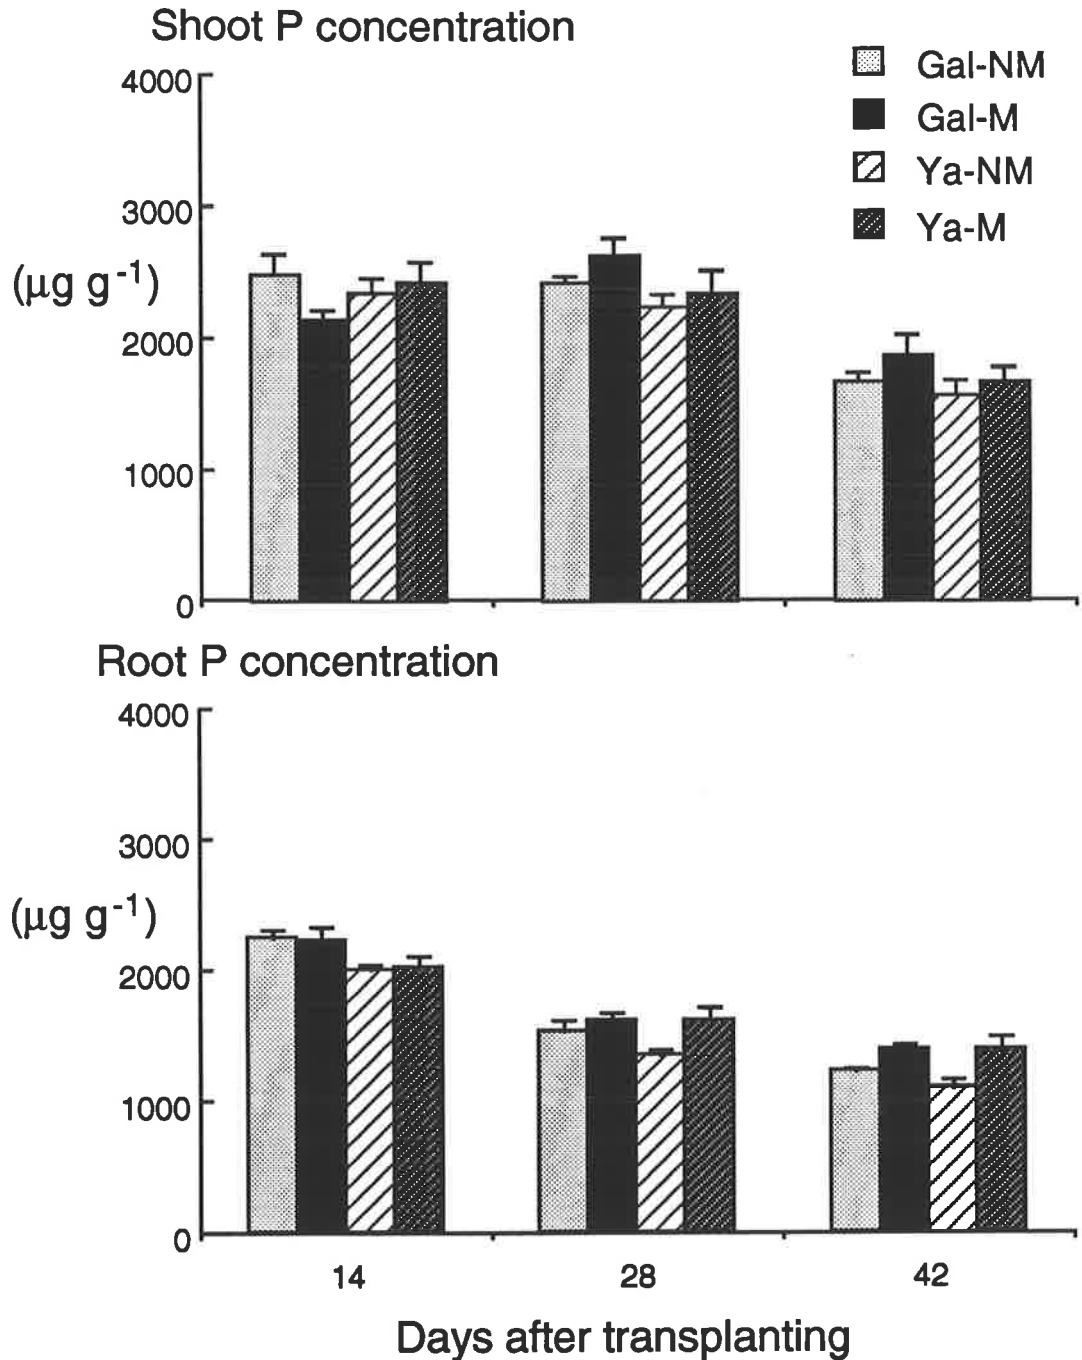 Shoot P concentration
4000
3000
(μg g⁻¹)
2000
1000
0
Gal-NM
Gal-M
Ya-NM
Ya-M
Root P concentration
4000
3000
(μg g⁻¹)
2000
1000
0
14 28 42
Days after transplanting